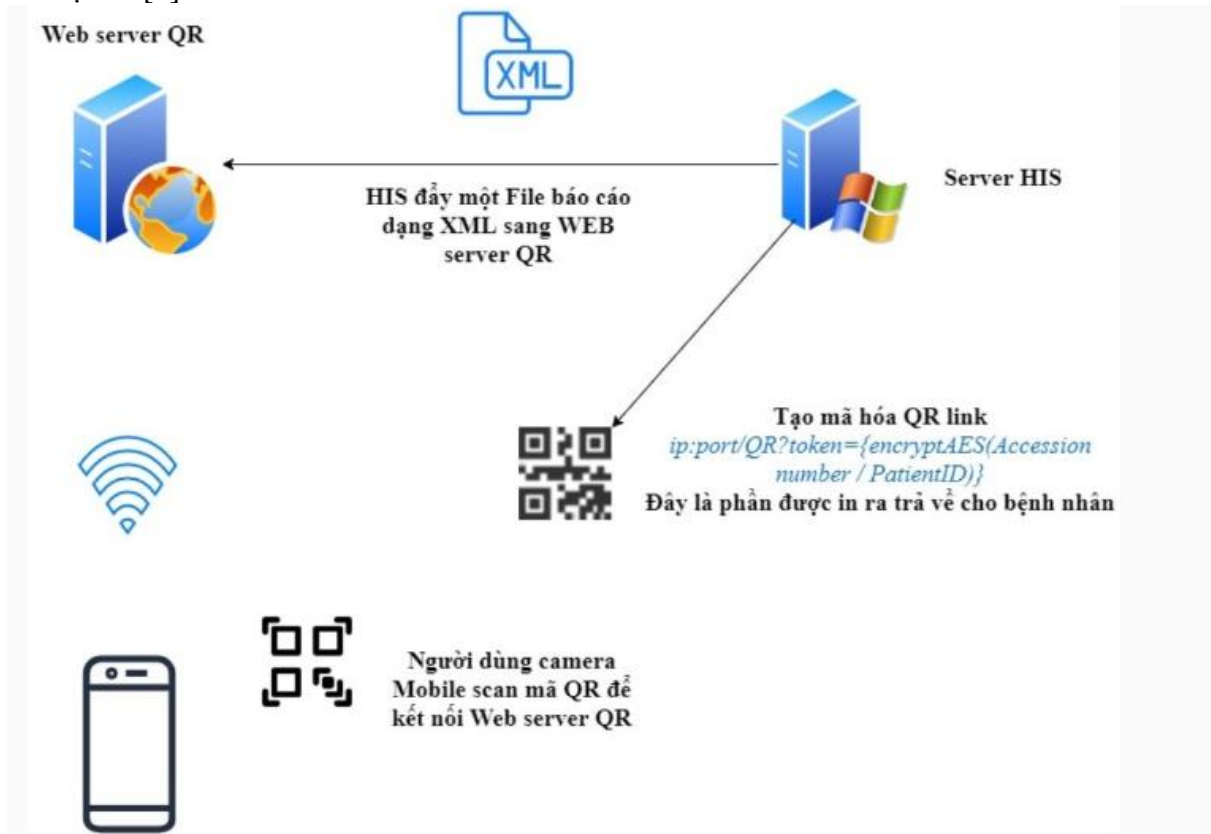 Web server QR
XML
HIS đẩy một File báo cáo
dạng XML sang WEB
server QR
Server HIS
Tạo mã hóa QR link
ip:port/QR?token={encryptAES(Accession
number / PatientID)}
Đây là phần được in ra trả về cho bệnh nhân
Người dùng camera
Mobile scan mã QR để
kết nối Web server QR